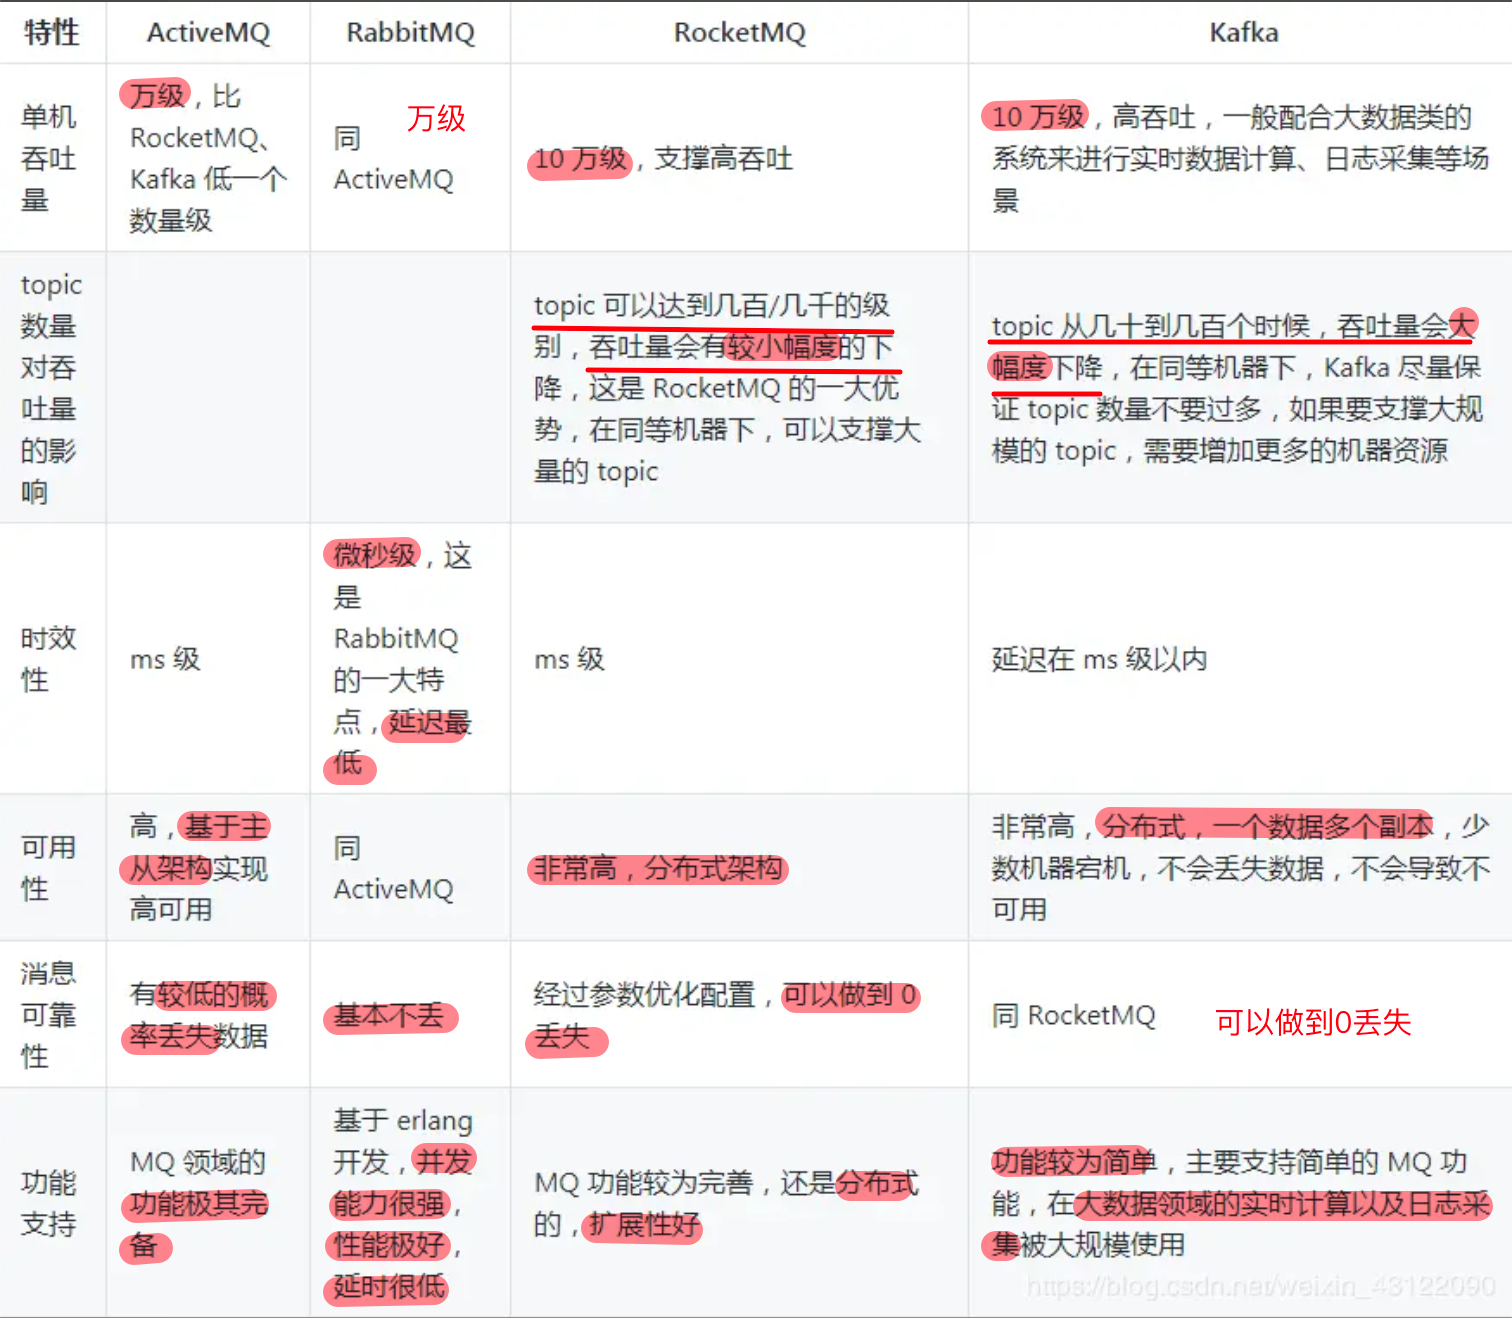 特性
ActiveMQ
RabbitMQ
RocketMQ
Kafka
单机
吞吐
量
万级，比
RocketMQ、
Kafka 低一个
数量级
万级
同
ActiveMQ
10 万级，支撑高吞吐
10 万级，高吞吐，一般配合大数据类的
系统来进行实时数据计算、日志采集等场
景
topic
数量
对吞
吐量
的影
响
topic 可以达到几百/几千的级
别，吞吐量会有较小幅度的下
降，这是 RocketMQ 的一大优
势，在同等机器下，可以支撑大
量的 topic
topic 从几十到几百个时候，吞吐量会大
幅度下降，在同等机器下，Kafka 尽量保
证 topic 数量不要过多，如果要支撑大规
模的 topic，需要增加更多的机器资源
时效
性
ms 级
微秒级，这
是
RabbitMQ
的一大特
点，延迟最
低
ms 级
延迟在 ms 级以内
可用
性
高，基于主
从架构实现
高可用
同
ActiveMQ
非常高，分布式架构
非常高，分布式，一个数据多个副本，少
数机器宕机，不会丢失数据，不会导致不
可用
消息
可靠
性
有较低的概
率丢失数据
基本不丢
经过参数优化配置，可以做到 0
丢失
同 RocketMQ
可以做到0丢失
功能
支持
MQ 领域的
功能极其完
备
基于 erlang
开发，并发
能力很强，
性能极好，
延时很低
MQ 功能较为完善，还是分布式
的，扩展性好
功能较为简单，主要支持简单的 MQ 功
能，在大数据领域的实时计算以及日志采
集被大规模使用
https://blog.csdn.net/weixin_43122090